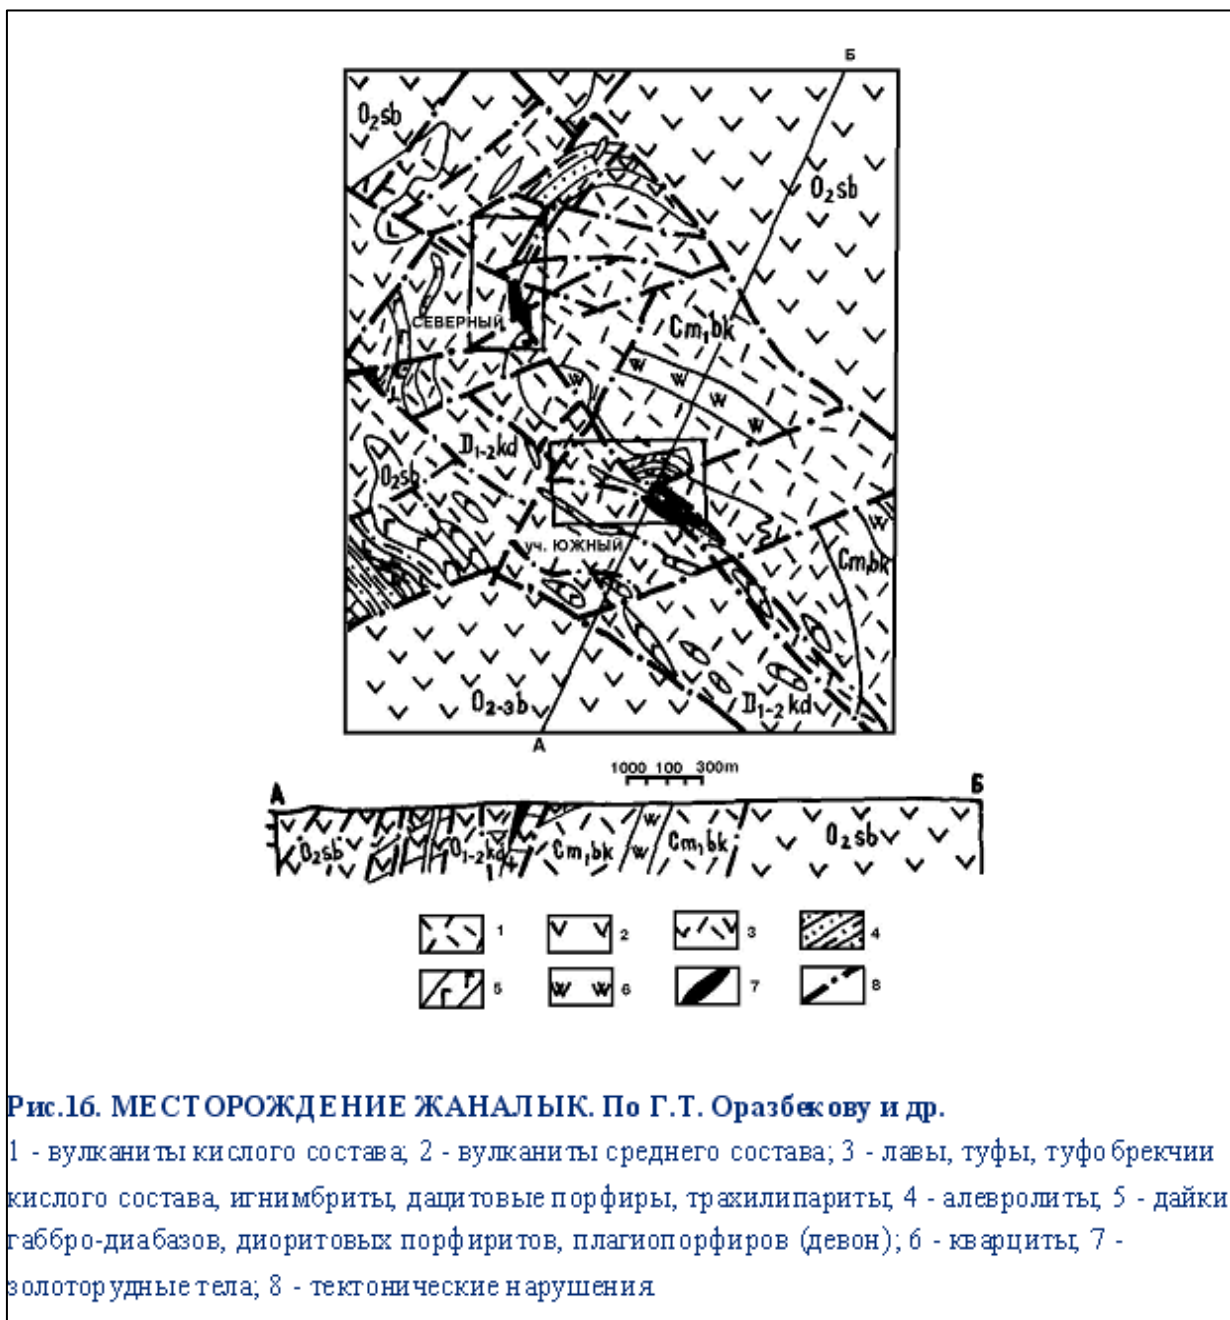 Б
O₂sb
O₂sb
СЕВЕРНЫЙ
Cm₁bk
D₁₋₂kd
O₂sb
уч. ЮЖНЫЙ
Cm₁bk
O₂₋₃b
D₁₋₂kd
А
1000 100 300m
А Б
O₂sb O₁₋₂kd Cm₁bk Cm₁bk O₂sb
1 2 3 4
5 6 7 8
Рис.16. МЕСТОРОЖДЕНИЕ ЖАНАЛЫК. По Г.Т. Оразбекову и др.
1 - вулканиты кислого состава; 2 - вулканиты среднего состава; 3 - лавы, туфы, туфобрекчии
кислого состава, игнимбриты, дацитовые порфиры, трахилипариты; 4 - алевролиты; 5 - дайки
габбро-диабазов, диоритовых порфиритов, плагиопорфиров (девон); 6 - кварциты; 7 -
золоторудные тела; 8 - тектонические нарушения